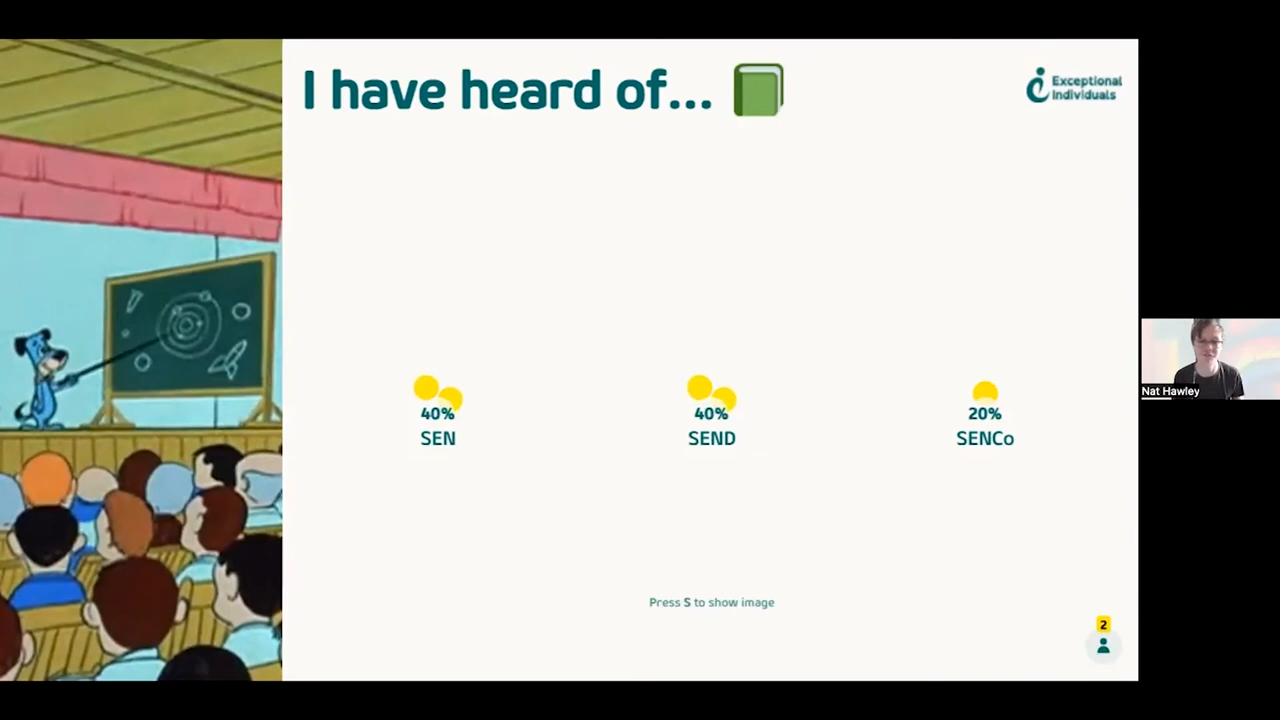 I have heard of...
Exceptional
Individuals
40%
SEN
40%
SEND
20%
SENCo
Press S to show image
2
Nat Hawley